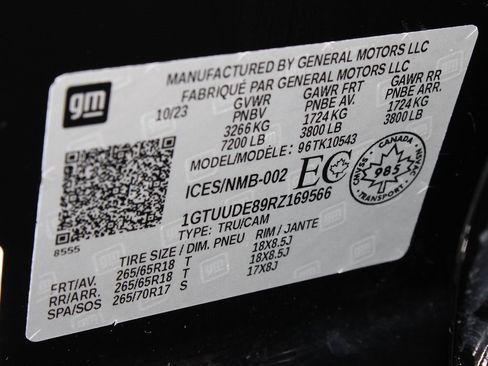 gm
MANUFACTURED BY GENERAL MOTORS LLC
FABRIQUÉ PAR GENERAL MOTORS LLC
10/23 GVWR GAWR FRT GAWR RR
PNBV PNBE AV. PNBE ARR.
3266 KG 1724 KG 1724 KG
7200 LB 3800 LB 3800 LB
MODEL/MODÈLE: 96TK10543
ICES/NMB-002 EC
CANADA
CMVSS NSVAC
985
TRANSPORT
1GTUUDE89RZ169566
8555
TYPE: TRU/CAM
TIRE SIZE / DIM. PNEU RIM / JANTE
FRT/AV. 265/65R18 T 18X8.5J
RR/ARR. 265/65R18 T 18X8.5J
SPA/SOS 265/70R17 S 17X8J